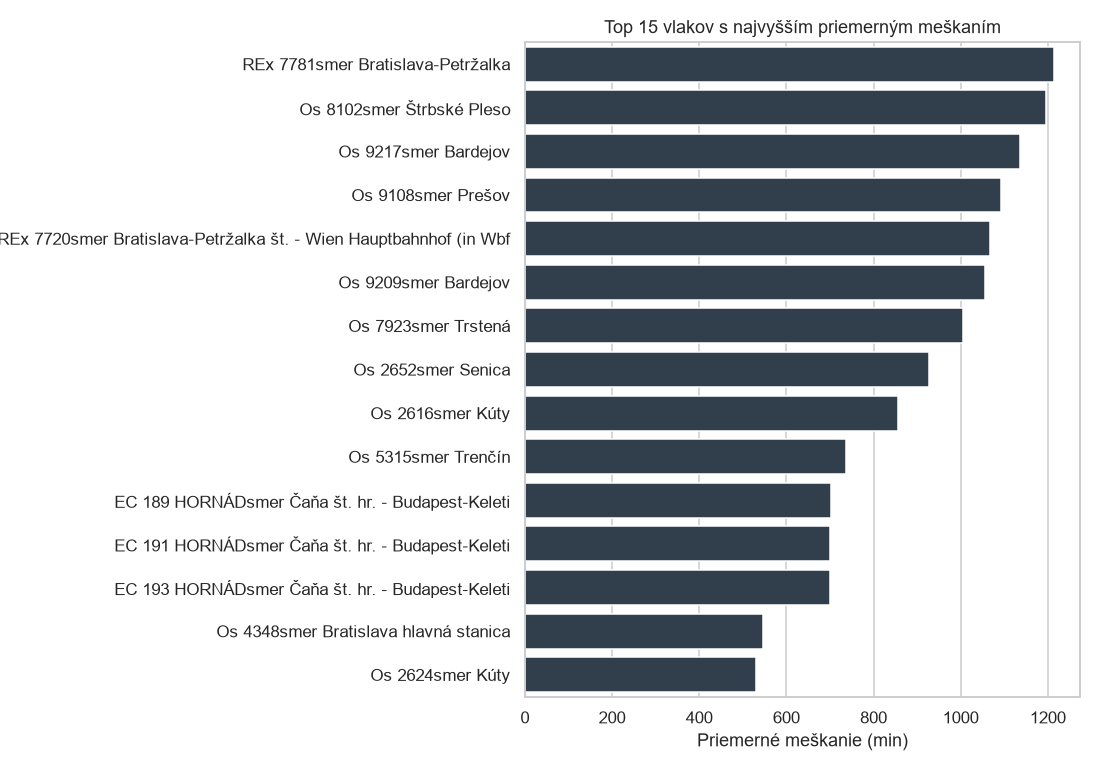 Top 15 vlakov s najvyšším priemerným meškaním
REx 7781smer Bratislava-Petržalka
Os 8102smer Štrbské Pleso
Os 9217smer Bardejov
Os 9108smer Prešov
REx 7720smer Bratislava-Petržalka št. - Wien Hauptbahnhof (in Wbf
Os 9209smer Bardejov
Os 7923smer Trstená
Os 2652smer Senica
Os 2616smer Kúty
Os 5315smer Trenčín
EC 189 HORNÁDsmer Čaňa št. hr. - Budapest-Keleti
EC 191 HORNÁDsmer Čaňa št. hr. - Budapest-Keleti
EC 193 HORNÁDsmer Čaňa št. hr. - Budapest-Keleti
Os 4348smer Bratislava hlavná stanica
Os 2624smer Kúty
0 200 400 600 800 1000 1200
Priemerné meškanie (min)